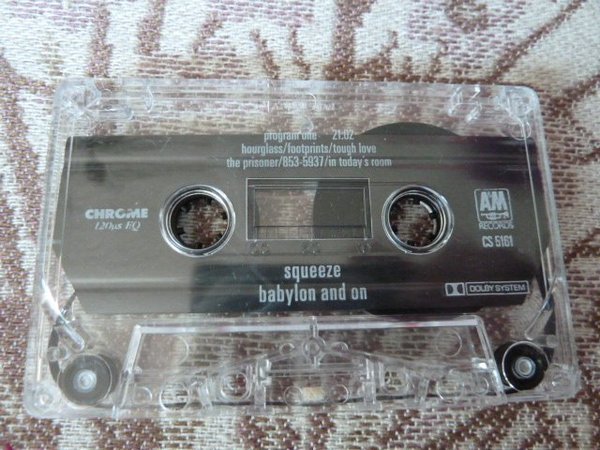 program one 21:02
hourglass/footprints/tough love
the prisoner/853-5937/in today's room
CHROME
120µs EQ
A&M
RECORDS
CS 5161
squeeze
babylon and on
DOLBY SYSTEM